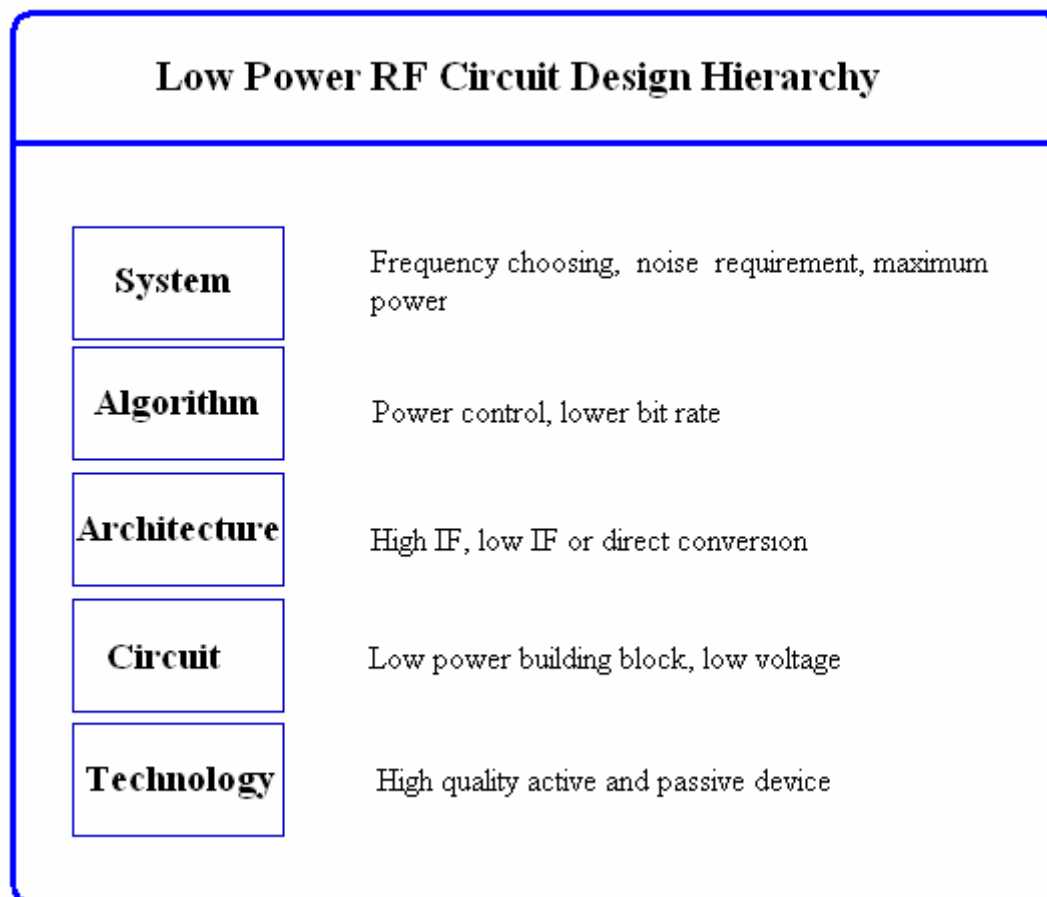 Low Power RF Circuit Design Hierarchy
System
Frequency choosing, noise requirement, maximum
power
Algorithm
Power control, lower bit rate
Architecture
High IF, low IF or direct conversion
Circuit
Low power building block, low voltage
Technology
High quality active and passive device